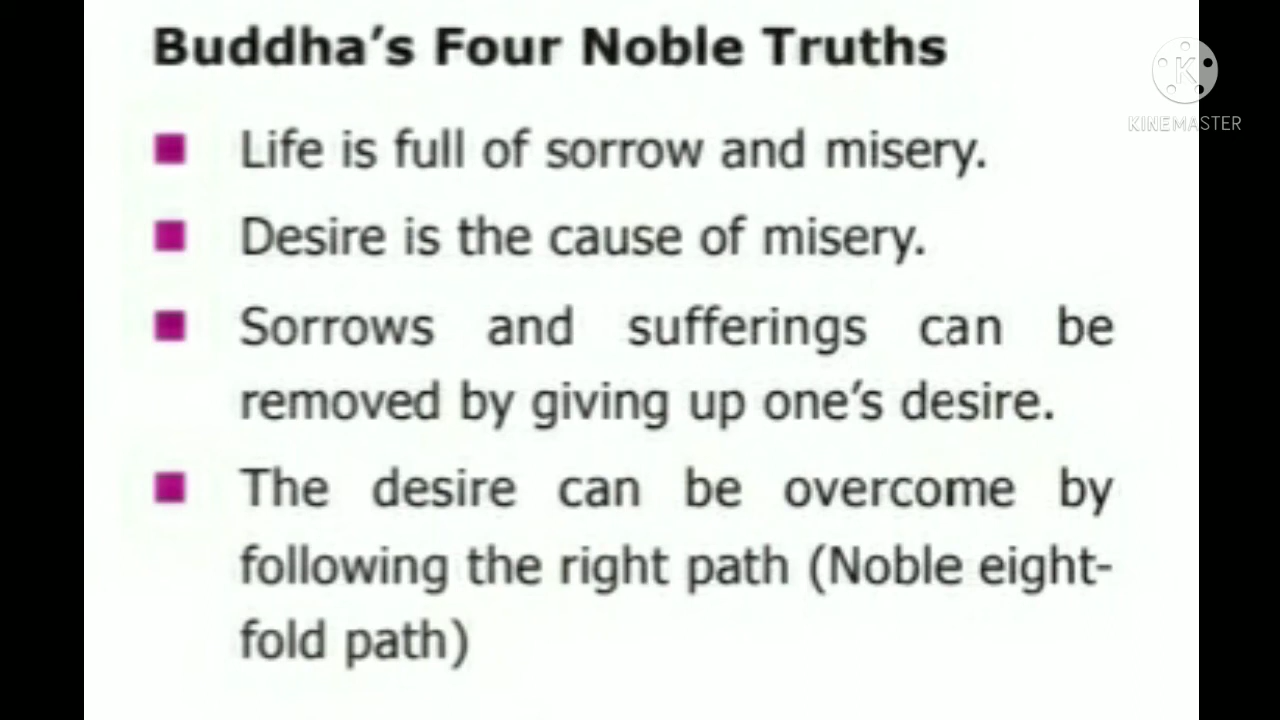 Buddha's Four Noble Truths
KINEMASTER
Life is full of sorrow and misery.
Desire is the cause of misery.
Sorrows and sufferings can be
removed by giving up one's desire.
The desire can be overcome by
following the right path (Noble eight-
fold path)